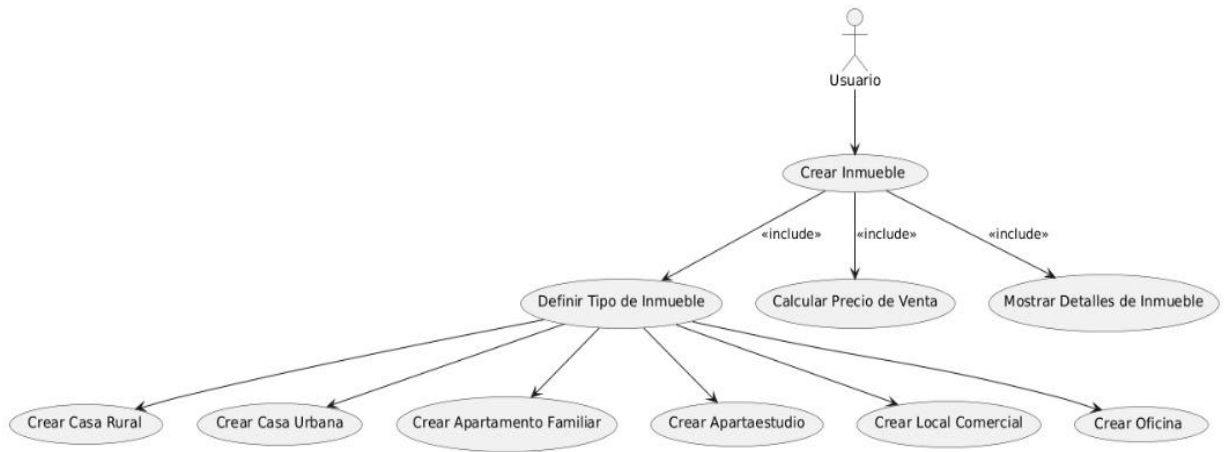 Usuario
Crear Inmueble
«include»
«include»
«include»
Definir Tipo de Inmueble
Calcular Precio de Venta
Mostrar Detalles de Inmueble
Crear Casa Rural
Crear Casa Urbana
Crear Apartamento Familiar
Crear Apartaestudio
Crear Local Comercial
Crear Oficina